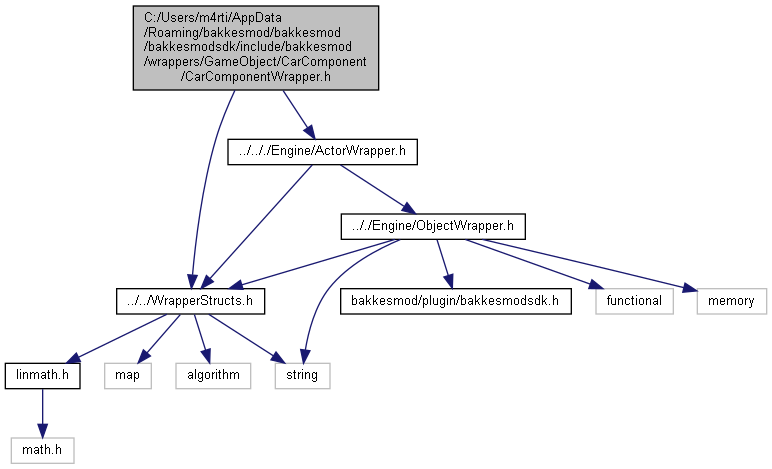 C:/Users/m4rti/AppData
/Roaming/bakkesmod/bakkesmod
/bakkesmodsdk/include/bakkesmod
/wrappers/GameObject/CarComponent
/CarComponentWrapper.h
../.././Engine/ActorWrapper.h
.././Engine/ObjectWrapper.h
../../WrapperStructs.h
bakkesmod/plugin/bakkesmodsdk.h
functional
memory
linmath.h
map
algorithm
string
math.h